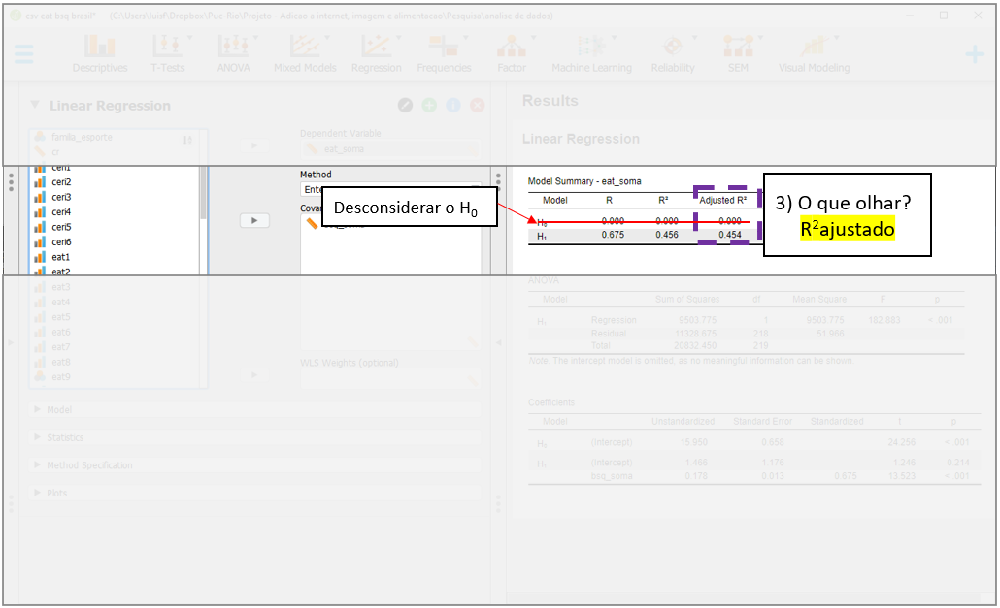 csv eat bsq bresil* (C:\Users\luisf\Dropbox\Puc-Rio\Projeto - Adicao a internet, imagem e alimentacao\Pesquisa\analise de dados)
Descriptives T-Tests ANOVA Mixed Models Regression Frequencies Factor Machine Learning Reliability SEM Visual Modeling
Linear Regression
familia_esporte
cr
ceri1
ceri2
ceri3
ceri4
ceri5
ceri6
eat1
eat2
eat3
eat4
eat5
eat6
eat7
eat8
eat9
Dependent Variable
eat_soma
Method
Covar
WLS Weights (optional)
Model
Statistics
Method Specification
Plots
Desconsiderar o H0
Results
Linear Regression
Model Summary - eat_soma
Model R R² Adjusted R²
H₀ 0.000 0.000 0.000
H₁ 0.675 0.456 0.454
3) O que olhar?
R²ajustado
ANOVA
Model Sum of Squares df Mean Square F p
H₁ Regression 9503.775 1 9503.775 182.883 < .001
Residual 11328.675 218 51.966
Total 20832.450 219
Note. The intercept model is omitted, as no meaningful information can be shown.
Coefficients
Model Unstandardized Standard Error Standardized t p
H₀ (Intercept) 15.950 0.658 24.256 < .001
H₁ (Intercept) 1.466 1.176 1.246 0.214
bsq_soma 0.178 0.013 0.675 13.523 < .001